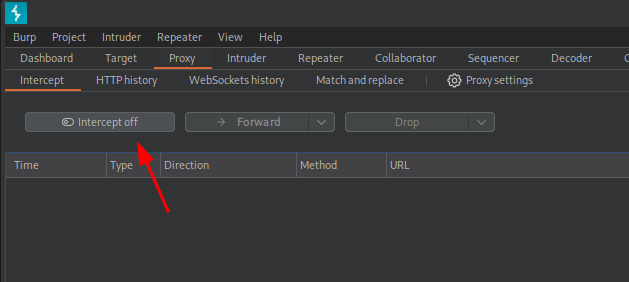 Burp Project Intruder Repeater View Help
Dashboard Target Proxy Intruder Repeater Collaborator Sequencer Decoder
Intercept HTTP history WebSockets history Match and replace Proxy settings
Intercept off Forward Drop
Time Type Direction Method URL